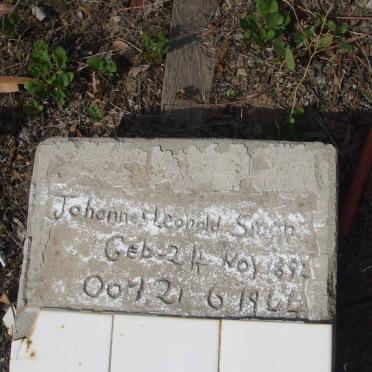 Johannes Leopold Smith
Geb-24 Nov 1892
Oor 21 6 1964